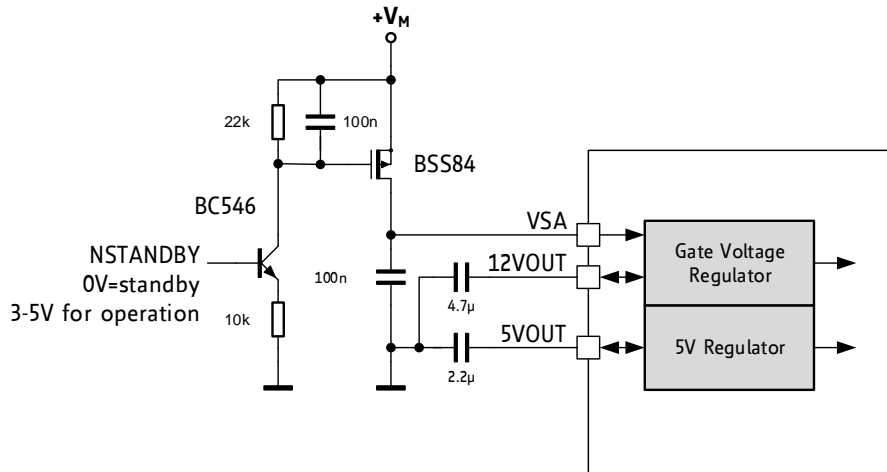 +VM
22k
100n
BSS84
BC546
VSA
NSTANDBY
0V=standby
3-5V for operation
100n
12VOUT
4.7µ
Gate Voltage
Regulator
10k
5VOUT
2.2µ
5V Regulator